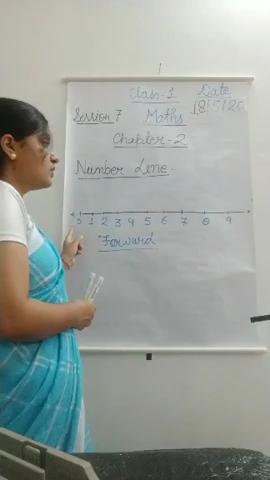 Class-1 Date
Session 7 Maths 18/5/20
Chapter-2
Number Line.
0 1 2 3 4 5 6 7 8 9
Forward